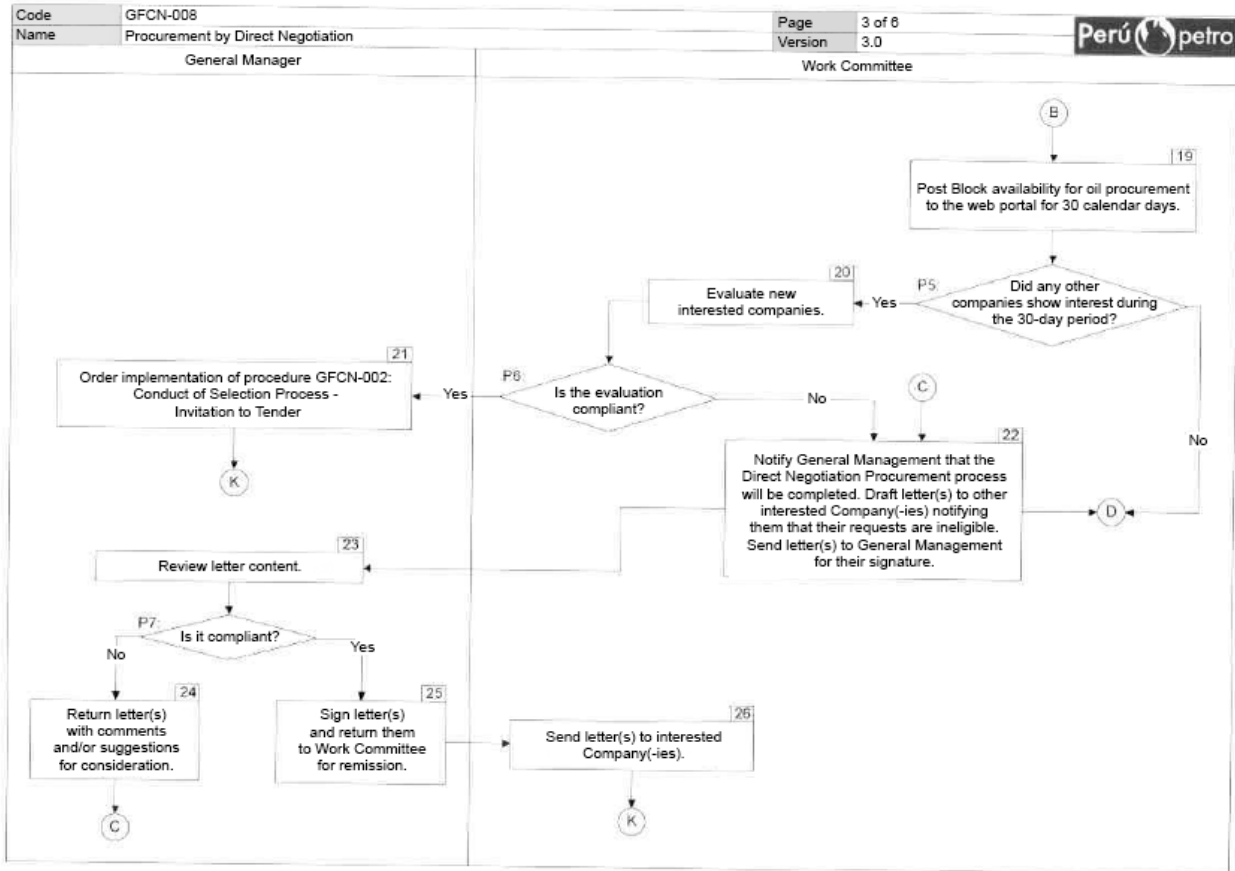 Code GFCN-008
Name Procurement by Direct Negotiation
Page 3 of 6
Version 3.0
Perú petro
General Manager
Work Committee
B
19
Post Block availability for oil procurement
to the web portal for 30 calendar days.
P5:
Did any other
companies show interest during
the 30-day period?
Yes
No
20
Evaluate new
interested companies.
P6:
Is the evaluation
compliant?
Yes
No
21
Order implementation of procedure GFCN-002:
Conduct of Selection Process -
Invitation to Tender
K
C
22
Notify General Management that the
Direct Negotiation Procurement process
will be completed. Draft letter(s) to other
interested Company(-ies) notifying
them that their requests are ineligible.
Send letter(s) to General Management
for their signature.
D
23
Review letter content.
P7:
Is it compliant?
No
Yes
24
Return letter(s)
with comments
and/or suggestions
for consideration.
C
25
Sign letter(s)
and return them
to Work Committee
for remission.
26
Send letter(s) to interested
Company(-ies).
K